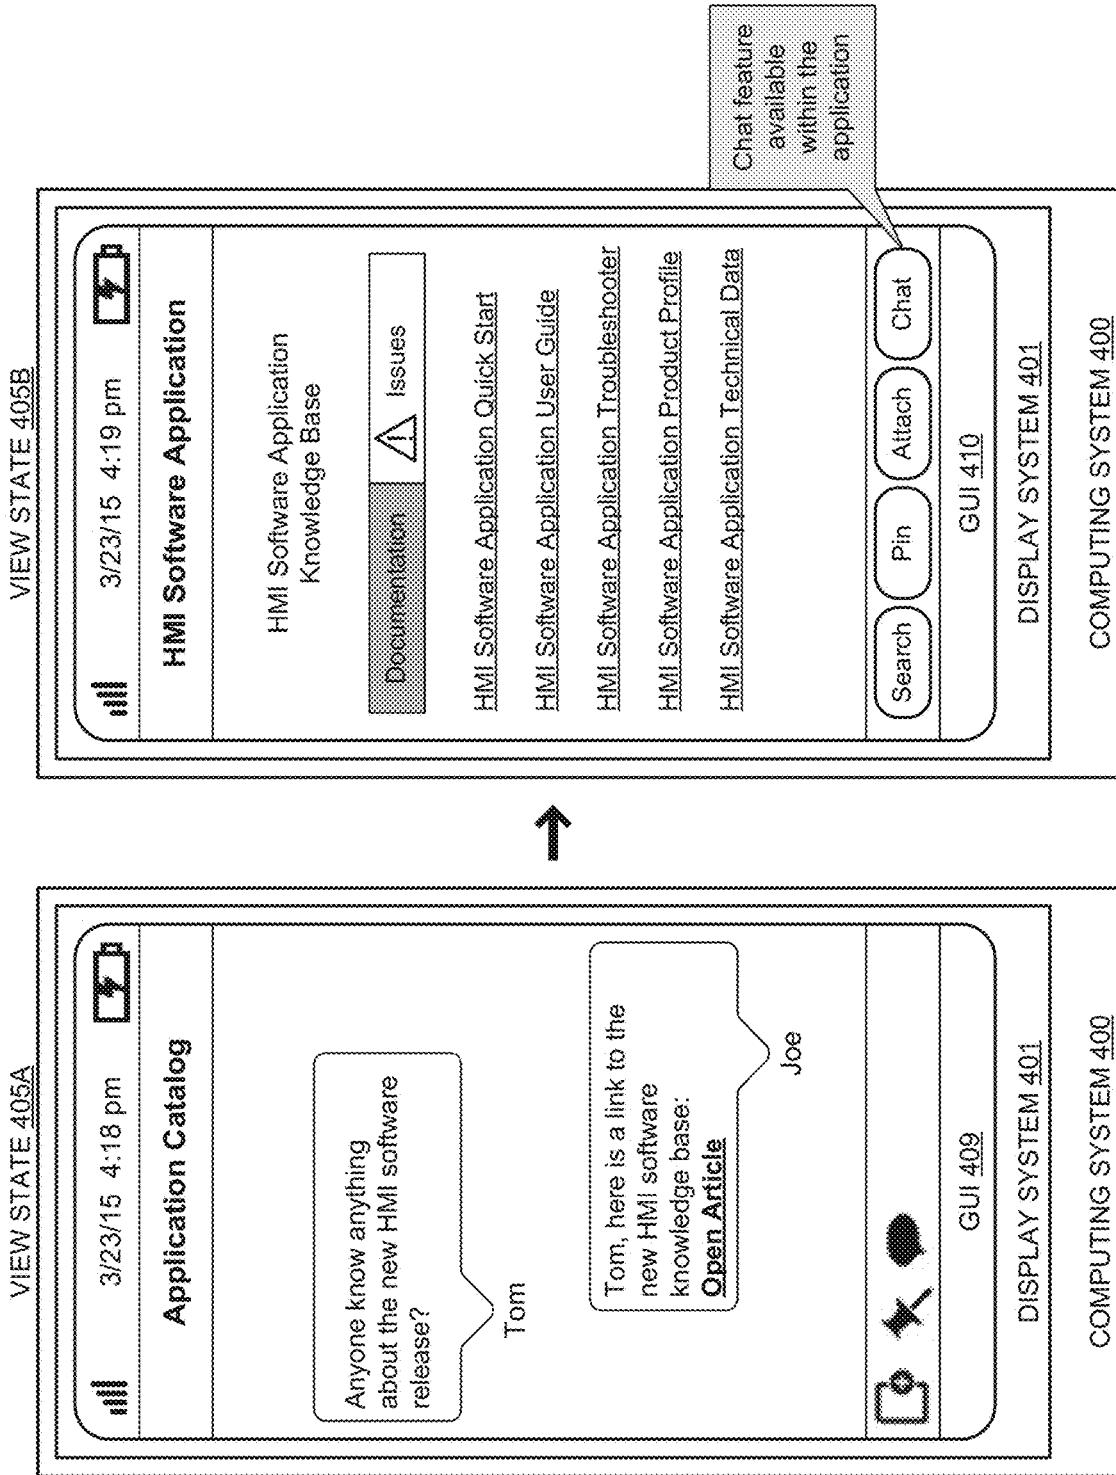 VIEW STATE 405A
3/23/15 4:18 pm
Application Catalog
Anyone know anything
about the new HMI software
release?
Tom
Tom, here is a link to the
new HMI software
knowledge base:
Open Article
Joe
GUI 409
DISPLAY SYSTEM 401
COMPUTING SYSTEM 400
VIEW STATE 405B
3/23/15 4:19 pm
HMI Software Application
HMI Software Application
Knowledge Base
Documentation
Issues
HMI Software Application Quick Start
HMI Software Application User Guide
HMI Software Application Troubleshooter
HMI Software Application Product Profile
HMI Software Application Technical Data
Search
Pin
Attach
Chat
Chat feature
available
within the
application
GUI 410
DISPLAY SYSTEM 401
COMPUTING SYSTEM 400